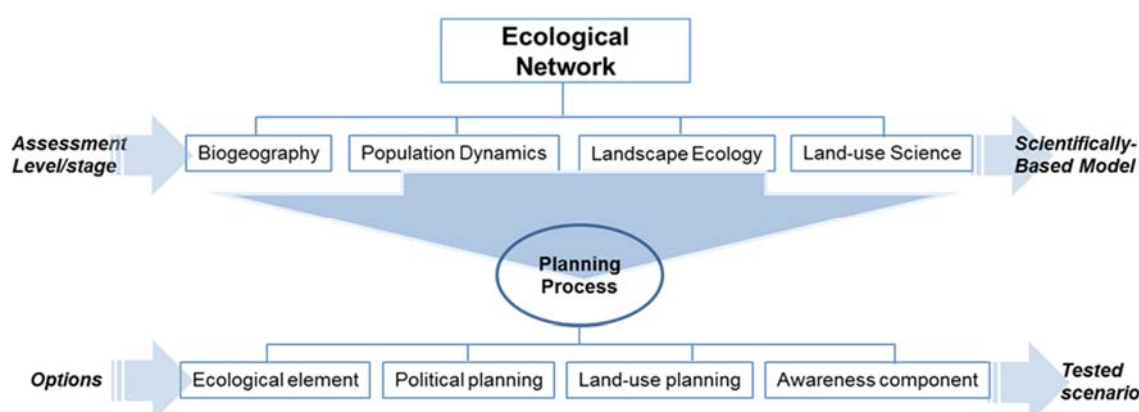 Ecological
Network
Assessment
Level/stage
Biogeography
Population Dynamics
Landscape Ecology
Land-use Science
Scientifically-
Based Model
Planning
Process
Options
Ecological element
Political planning
Land-use planning
Awareness component
Tested
scenario